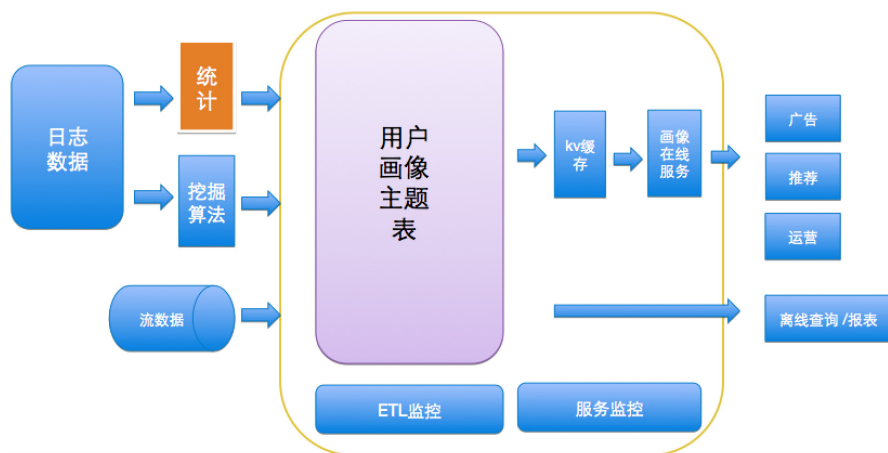 日志
数据
统
计
挖掘
算法
流数据
用户
画像
主题
表
kv缓
存
画像
在线
服务
广告
推荐
运营
离线查询 /报表
ETL监控
服务监控